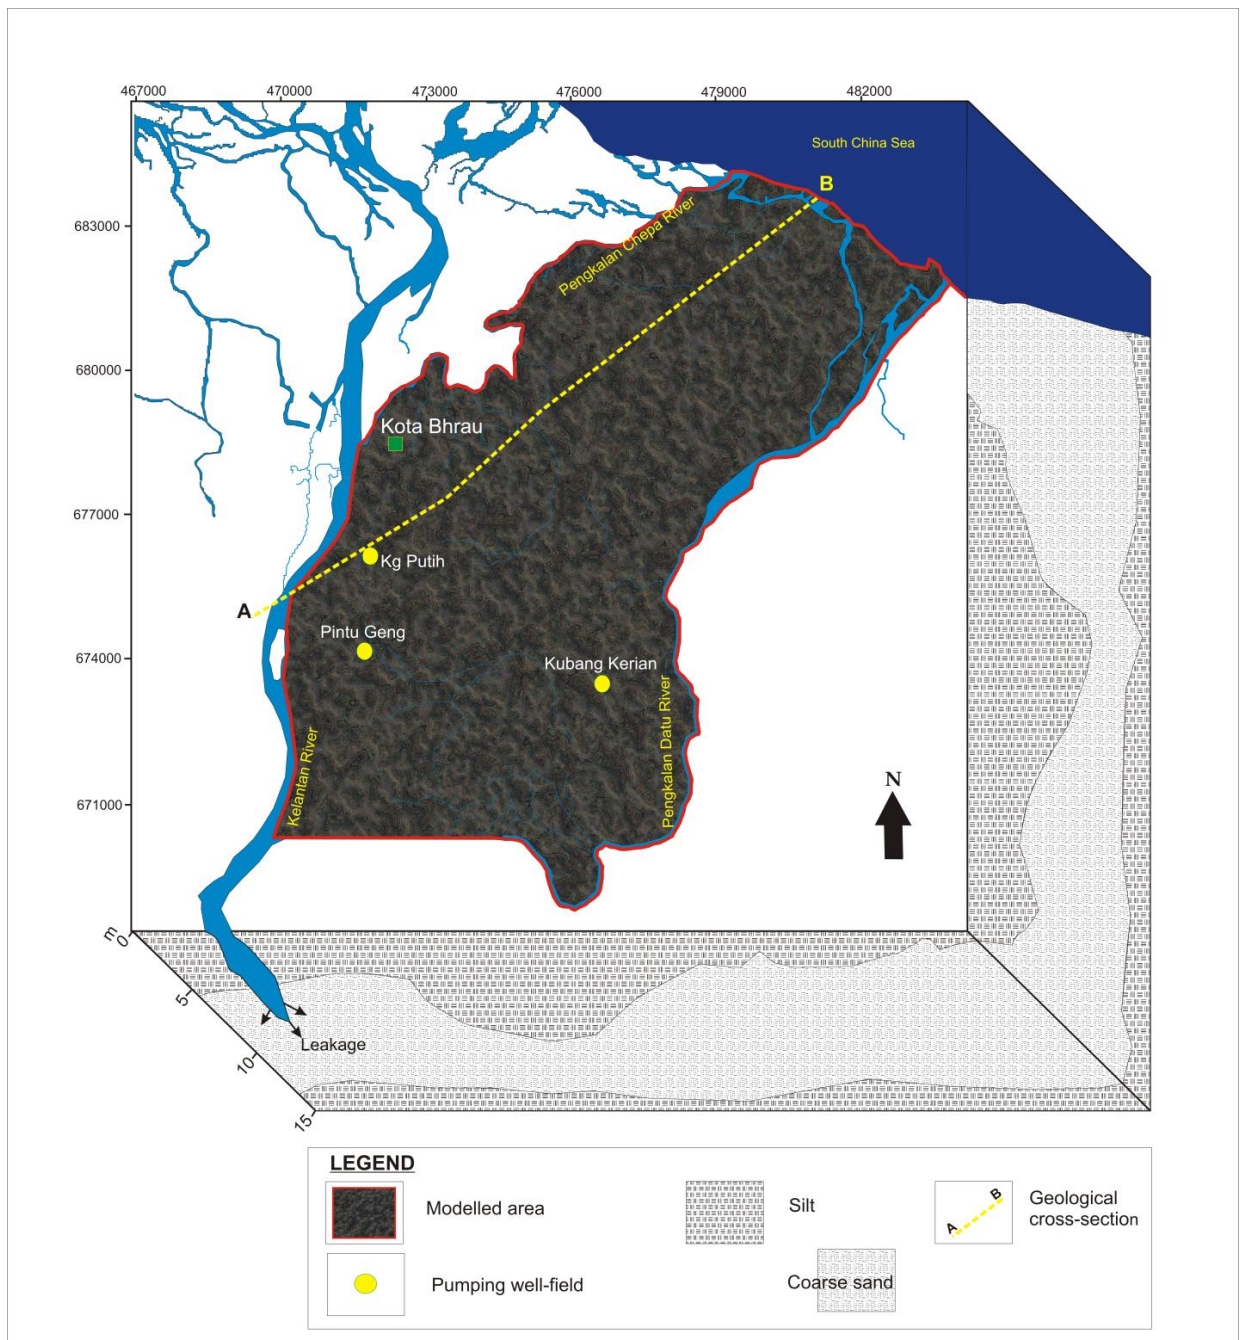 467000 470000 473000 476000 479000 482000
South China Sea
B
683000
Pengkalan Chepa River
680000
Kota Bhrau
677000
Kg Putih
A
Pintu Geng
674000
Kubang Kerian
Kelantan River
Pengkalan Datu River
671000
N
m
0
5
10
15
Leakage
LEGEND
Modelled area
Silt
A B
Geological
cross-section
Pumping well-field
Coarse sand